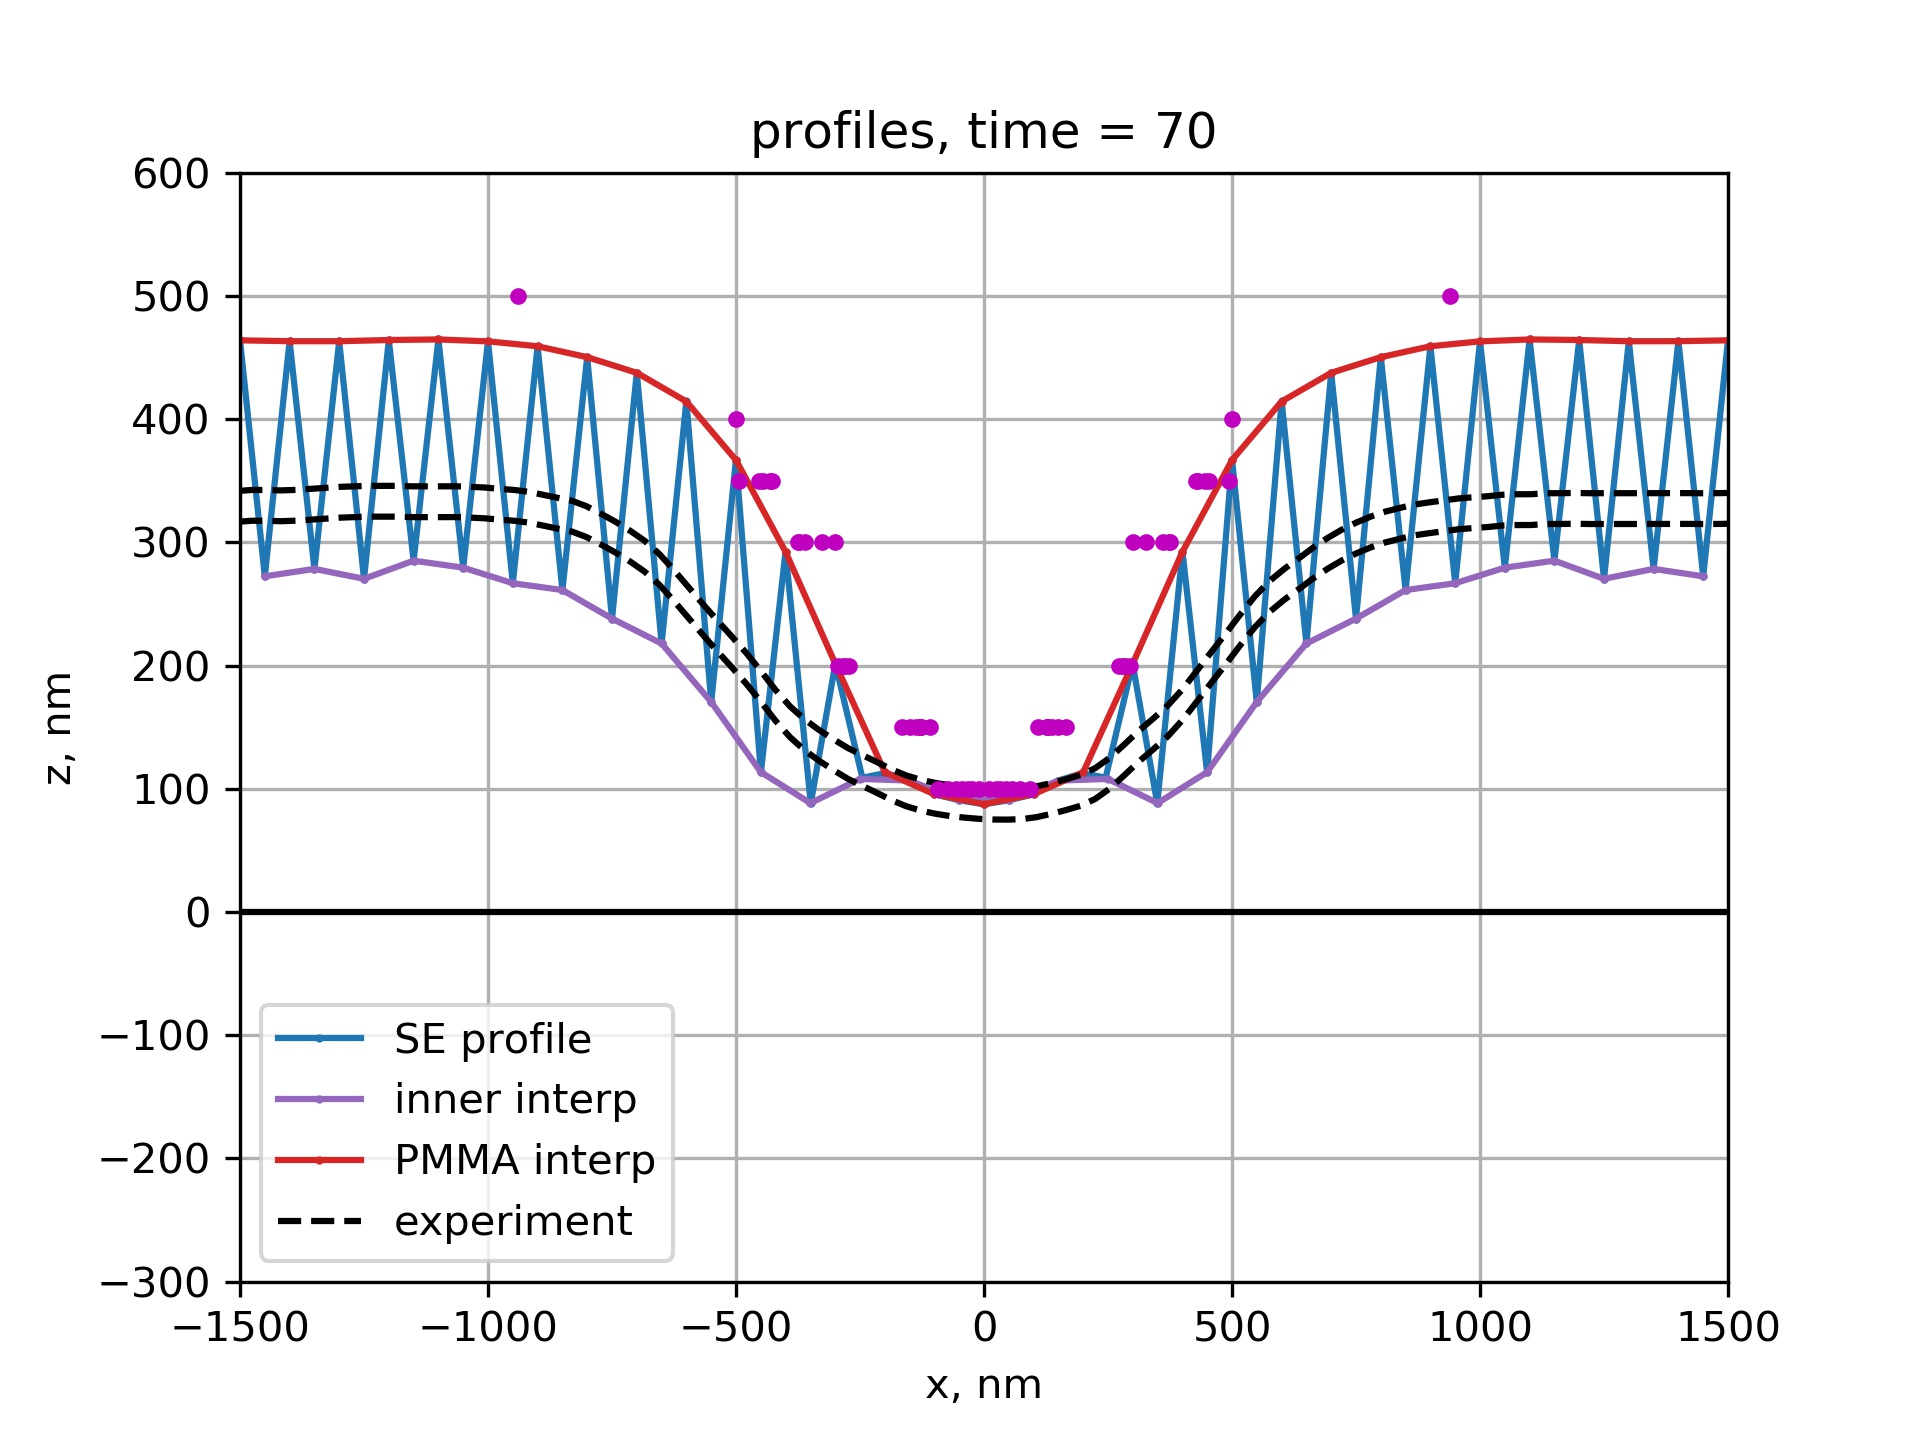 profiles, time = 70
600
500
400
300
200
100
0
−100
−200
−300
z, nm
SE profile
inner interp
PMMA interp
experiment
−1500 −1000 −500 0 500 1000 1500
x, nm